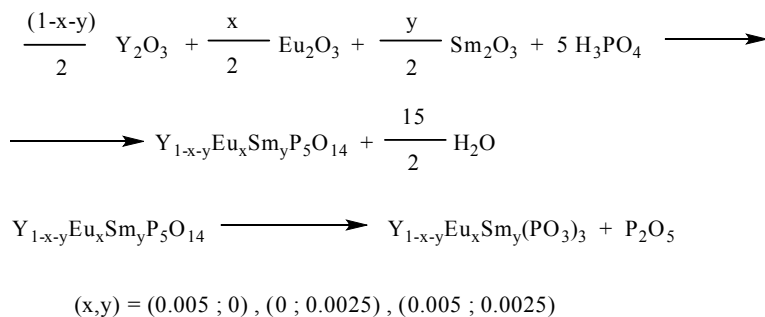 (1-x-y)/2 Y₂O₃ + x/2 Eu₂O₃ + y/2 Sm₂O₃ + 5 H₃PO₄ ⟶
⟶ Y₁₋ₓ₋yEuₓSmyP₅O₁₄ + 15/2 H₂O
Y₁₋ₓ₋yEuₓSmyP₅O₁₄ ⟶ Y₁₋ₓ₋yEuₓSmy(PO₃)₃ + P₂O₅
(x,y) = (0.005 ; 0) , (0 ; 0.0025) , (0.005 ; 0.0025)